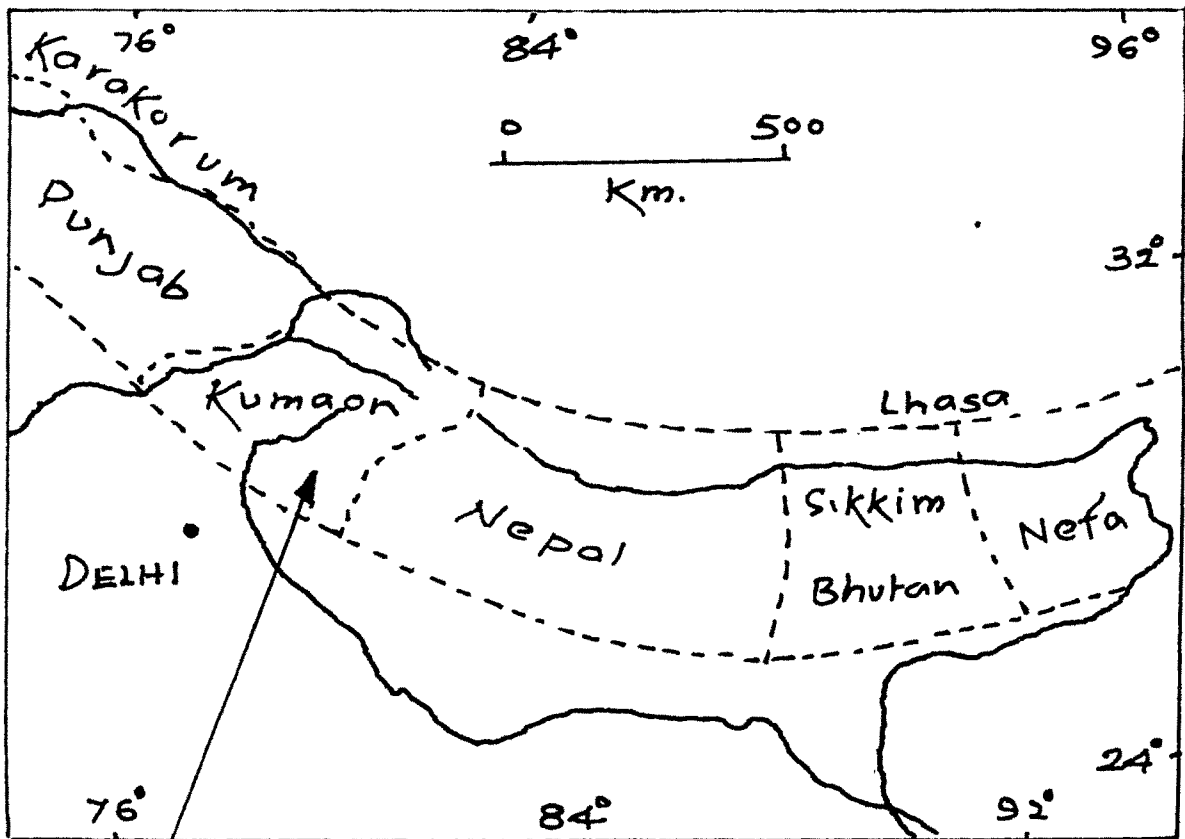 76° 84° 96°
Karakorum
0 500
Km.
Punjab
32°
Kumaon
Lhasa
Nepal
Sikkim
Nefa
DELHI
Bhutan
24°
76° 84° 92°